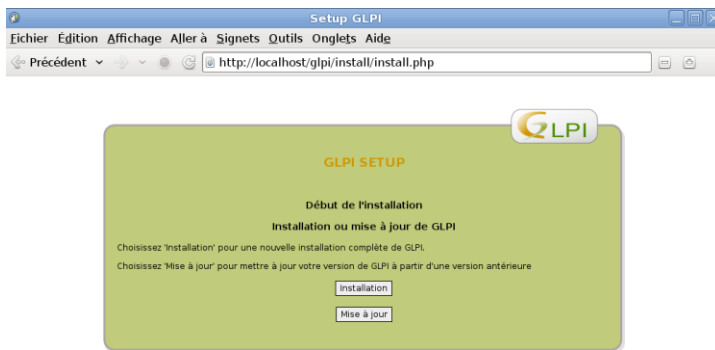 Setup GLPI
Fichier Édition Affichage Aller à Signets Outils Onglets Aide
Précédent http://localhost/glpi/install/install.php
GLPI
GLPI SETUP
Début de l'installation
Installation ou mise à jour de GLPI
Choisissez 'Installation' pour une nouvelle installation complète de GLPI.
Choisissez 'Mise à jour' pour mettre à jour votre version de GLPI à partir d'une version antérieure
Installation
Mise à jour